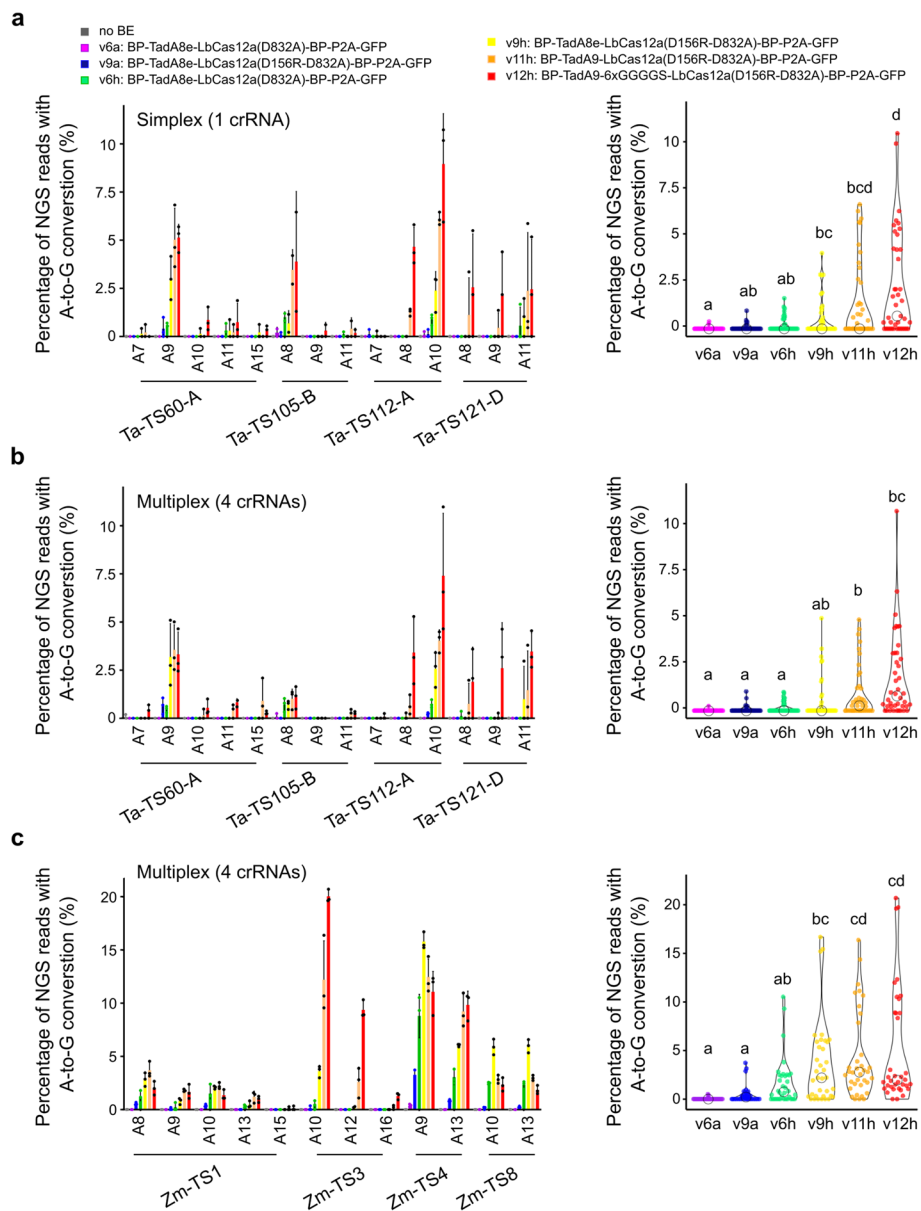 a
no BE
v6a: BP-TadA8e-LbCas12a(D832A)-BP-P2A-GFP
v9a: BP-TadA8e-LbCas12a(D156R-D832A)-BP-P2A-GFP
v6h: BP-TadA8e-LbCas12a(D832A)-BP-P2A-GFP
v9h: BP-TadA8e-LbCas12a(D156R-D832A)-BP-P2A-GFP
v11h: BP-TadA9-LbCas12a(D156R-D832A)-BP-P2A-GFP
v12h: BP-TadA9-6xGGGGS-LbCas12a(D156R-D832A)-BP-P2A-GFP
Simplex (1 crRNA)
Percentage of NGS reads with
A-to-G converstion (%)
10
7.5
5
2.5
0
A7 A9 A10 A11 A15 A8 A9 A11 A7 A8 A10 A8 A9 A11
Ta-TS60-A Ta-TS105-B Ta-TS112-A Ta-TS121-D
Percentage of NGS reads with
A-to-G converstion (%)
10
7.5
5
2.5
0
a ab ab bc bcd d
v6a v9a v6h v9h v11h v12h
b
Multiplex (4 crRNAs)
Percentage of NGS reads with
A-to-G converstion (%)
10
7.5
5
2.5
0
A7 A9 A10 A11 A15 A8 A9 A11 A7 A8 A10 A8 A9 A11
Ta-TS60-A Ta-TS105-B Ta-TS112-A Ta-TS121-D
Percentage of NGS reads with
A-to-G converstion (%)
10
7.5
5
2.5
0
a a a ab b bc
v6a v9a v6h v9h v11h v12h
c
Multiplex (4 crRNAs)
Percentage of NGS reads with
A-to-G converstion (%)
20
15
10
5
0
A8 A9 A10 A13 A15 A10 A12 A16 A9 A13 A10 A13
Zm-TS1 Zm-TS3 Zm-TS4 Zm-TS8
Percentage of NGS reads with
A-to-G converstion (%)
20
15
10
5
0
a a ab bc cd cd
v6a v9a v6h v9h v11h v12h